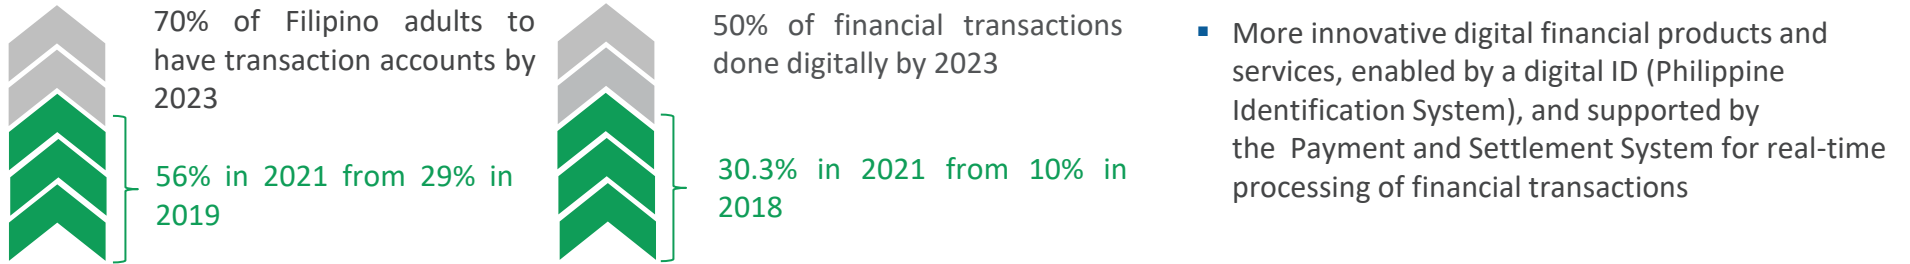 70% of Filipino adults to
have transaction accounts by
2023
56% in 2021 from 29% in
2019
50% of financial transactions
done digitally by 2023
30.3% in 2021 from 10% in
2018
▪ More innovative digital financial products and
services, enabled by a digital ID (Philippine
Identification System), and supported by
the  Payment and Settlement System for real-time
processing of financial transactions